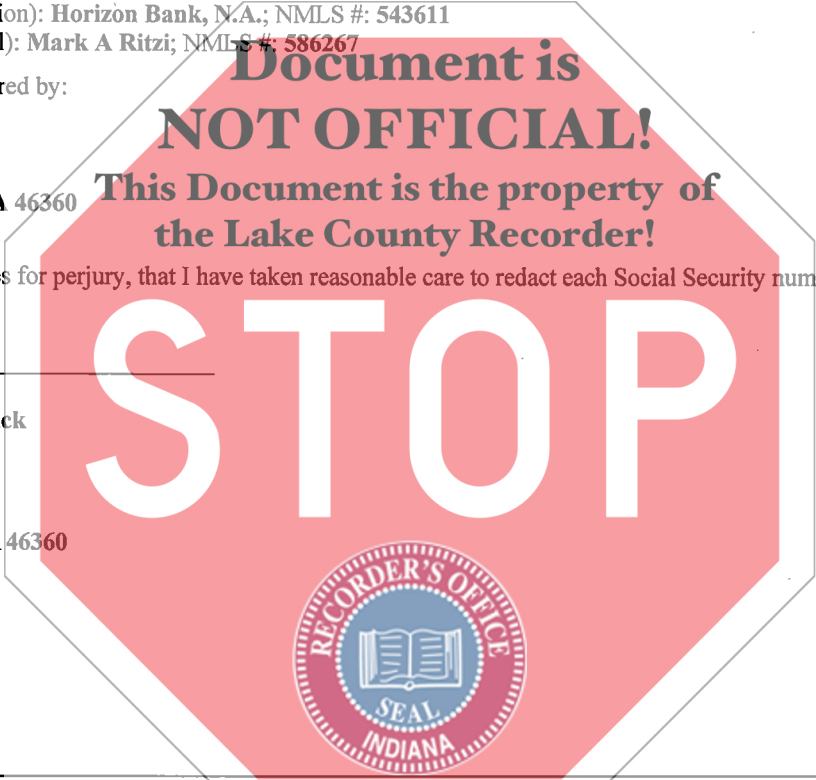 ion): Horizon Bank, N.A.; NMLS #: 543611
l): Mark A Ritzi; NMLS #: 586267
Document is
red by:
NOT OFFICIAL!
This Document is the property of
46360
the Lake County Recorder!
s for perjury, that I have taken reasonable care to redact each Social Security num
STOP
ck
46360
RECORDER'S OFFICE
SEAL
INDIANA